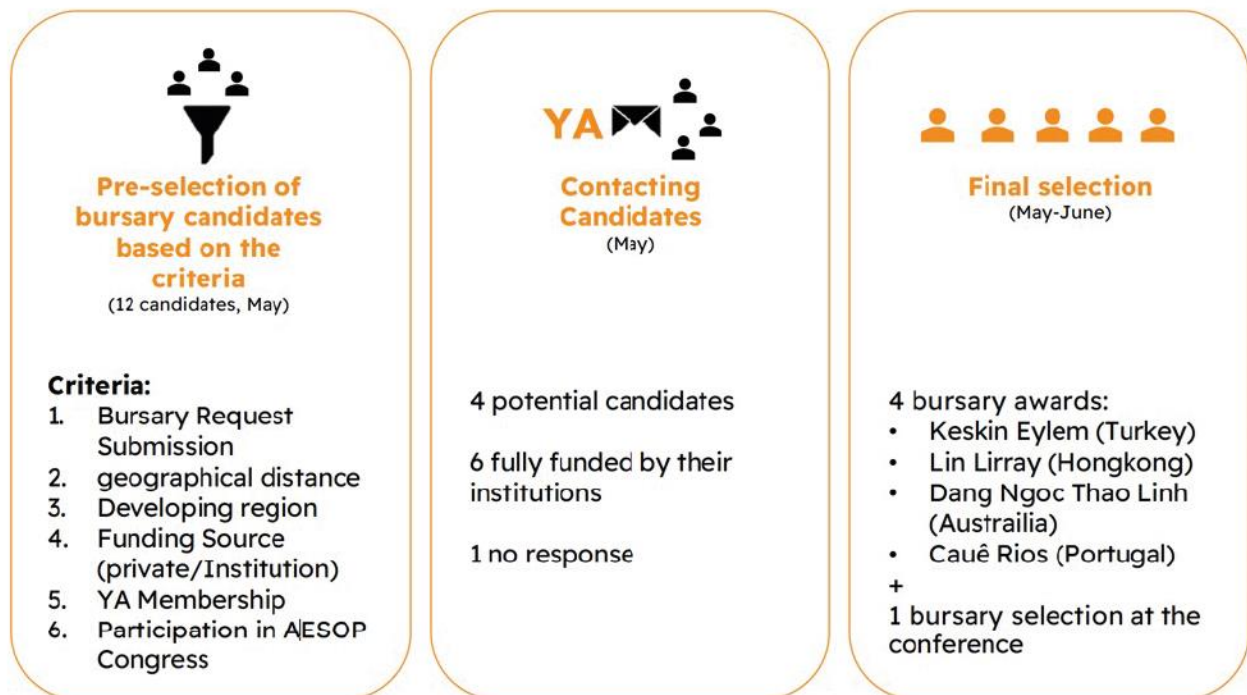 Pre-selection of
bursary candidates
based on the
criteria
(12 candidates, May)
Criteria:
1. Bursary Request
Submission
2. geographical distance
3. Developing region
4. Funding Source
(private/Institution)
5. YA Membership
6. Participation in AESOP
Congress
YA
Contacting
Candidates
(May)
4 potential candidates
6 fully funded by their
institutions
1 no response
Final selection
(May-June)
4 bursary awards:
• Keskin Eylem (Turkey)
• Lin Lirray (Hongkong)
• Dang Ngoc Thao Linh
(Austrailia)
• Cauê Rios (Portugal)
+
1 bursary selection at the
conference